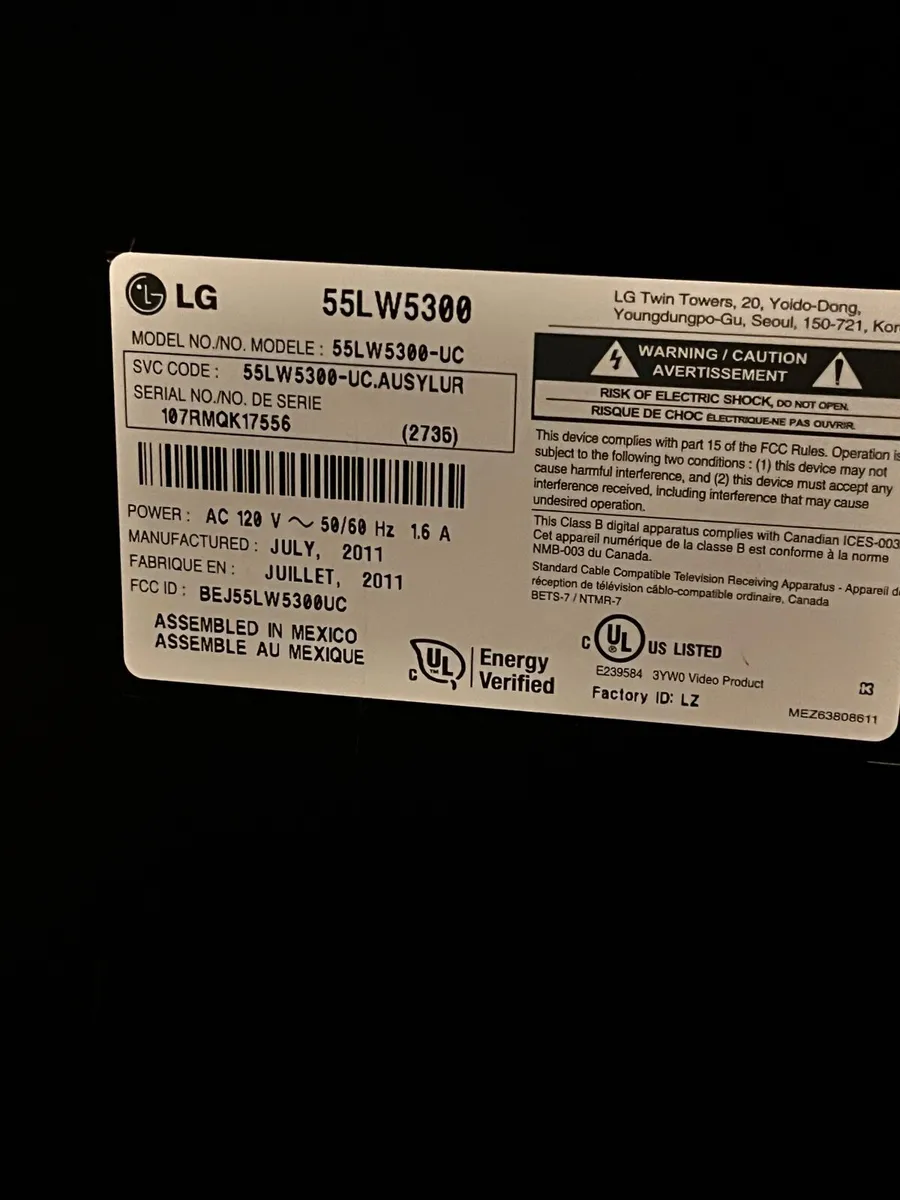 LG
55LW5300
MODEL NO./NO. MODELE : 55LW5300-UC
SVC CODE : 55LW5300-UC.AUSYLUR
SERIAL NO./NO. DE SERIE
107RMQK17556 (2735)
POWER : AC 120 V ~ 50/60 Hz 1.6 A
MANUFACTURED : JULY, 2011
FABRIQUE EN : JUILLET, 2011
FCC ID : BEJ55LW5300UC
ASSEMBLED IN MEXICO
ASSEMBLE AU MEXIQUE
C UL TM Energy
Verified
LG Twin Towers, 20, Yoido-Dong,
Youngdungpo-Gu, Seoul, 150-721, Kor
WARNING / CAUTION
AVERTISSEMENT
RISK OF ELECTRIC SHOCK, DO NOT OPEN.
RISQUE DE CHOC ÉLECTRIQUE-NE PAS OUVRIR.
This device complies with part 15 of the FCC Rules. Operation is
subject to the following two conditions : (1) this device may not
cause harmful interference, and (2) this device must accept any
interference received, including interference that may cause
undesired operation.
This Class B digital apparatus complies with Canadian ICES-003
Cet appareil numérique de la classe B est conforme à la norme
NMB-003 du Canada.
Standard Cable Compatible Television Receiving Apparatus - Appareil d
réception de télévision câblo-compatible ordinaire, Canada
BETS-7 / NTMR-7
C UL ® US LISTED
E239584 3YW0 Video Product
Factory ID: LZ
MEZ63808611